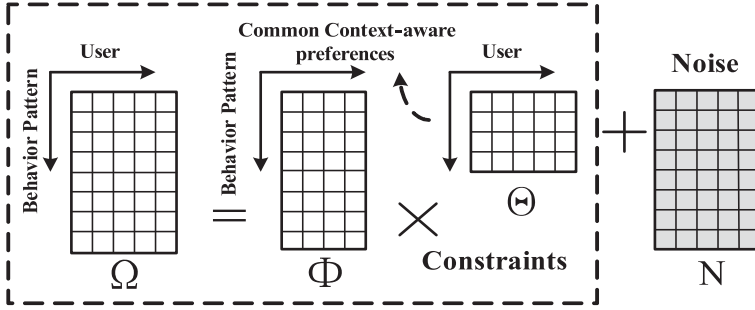 User
Common Context-aware
preferences
User
Noise
Behavior Pattern
Behavior Pattern
=
×
+
Ω
Φ
Θ
Constraints
N